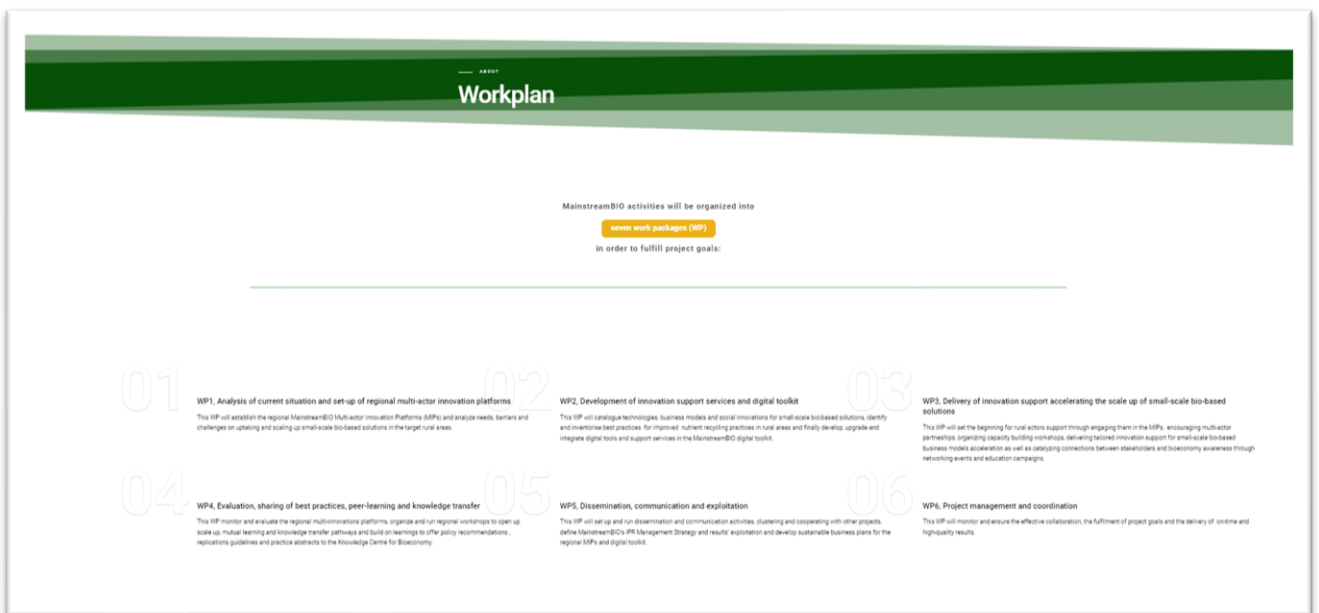 ABOUT
Workplan
MainstreamBIO activities will be organized into
seven work packages (WP)
in order to fulfill project goals:
01
WP1, Analysis of current situation and set-up of regional multi-actor innovation platforms
This WP will establish the regional MainstreamBIO Multi-actor Innovation Platforms (MIPs) and analyze needs, barriers and
challenges on uptaking and scaling up small-scale bio-based solutions in the target rural areas.
02
WP2, Development of innovation support services and digital toolkit
This WP will catalogue technologies, business models and social innovations for small-scale bio-based solutions, identify
and inventorise best practices for improved nutrient recycling practices in rural areas and finally develop, upgrade and
integrate digital tools and support services in the MainstreamBIO digital toolkit.
03
WP3, Delivery of innovation support accelerating the scale up of small-scale bio-based
solutions
This WP will set the beginning for rural actors support through engaging them in the MIPs, encouraging multi-actor
partneships, organizing capacity building workshops, delivering tailored innovation support for small-scale bio-based
business models acceleration as well as catalyzing connections between stakeholders and bioeconomy awareness through
networking events and education campaigns.
04
WP4, Evaluation, sharing of best practices, peer-learning and knowledge transfer
This WP monitor and evaluate the regional multi-innovations platforms, organize and run regional workshops to open up
scale up, mutual learning and knowledge transfer pathways and build on learnings to offer policy recommendations ,
replications guidelines and practice abstracts to the Knowledge Centre for Bioeconomy.
05
WP5, Dissemination, communication and exploitation
This WP will set up and run dissemination and communication activities, clustering and cooperating with other projects,
define MainstreamBIO's IPR Management Strategy and results' exploitation and develop sustainable business plans for the
regional MIPs and digital toolkit.
06
WP6, Project management and coordination
This WP will monitor and ensure the effective collaboration, the fulfilment of project goals and the delivery of on-time and
high-quality results.